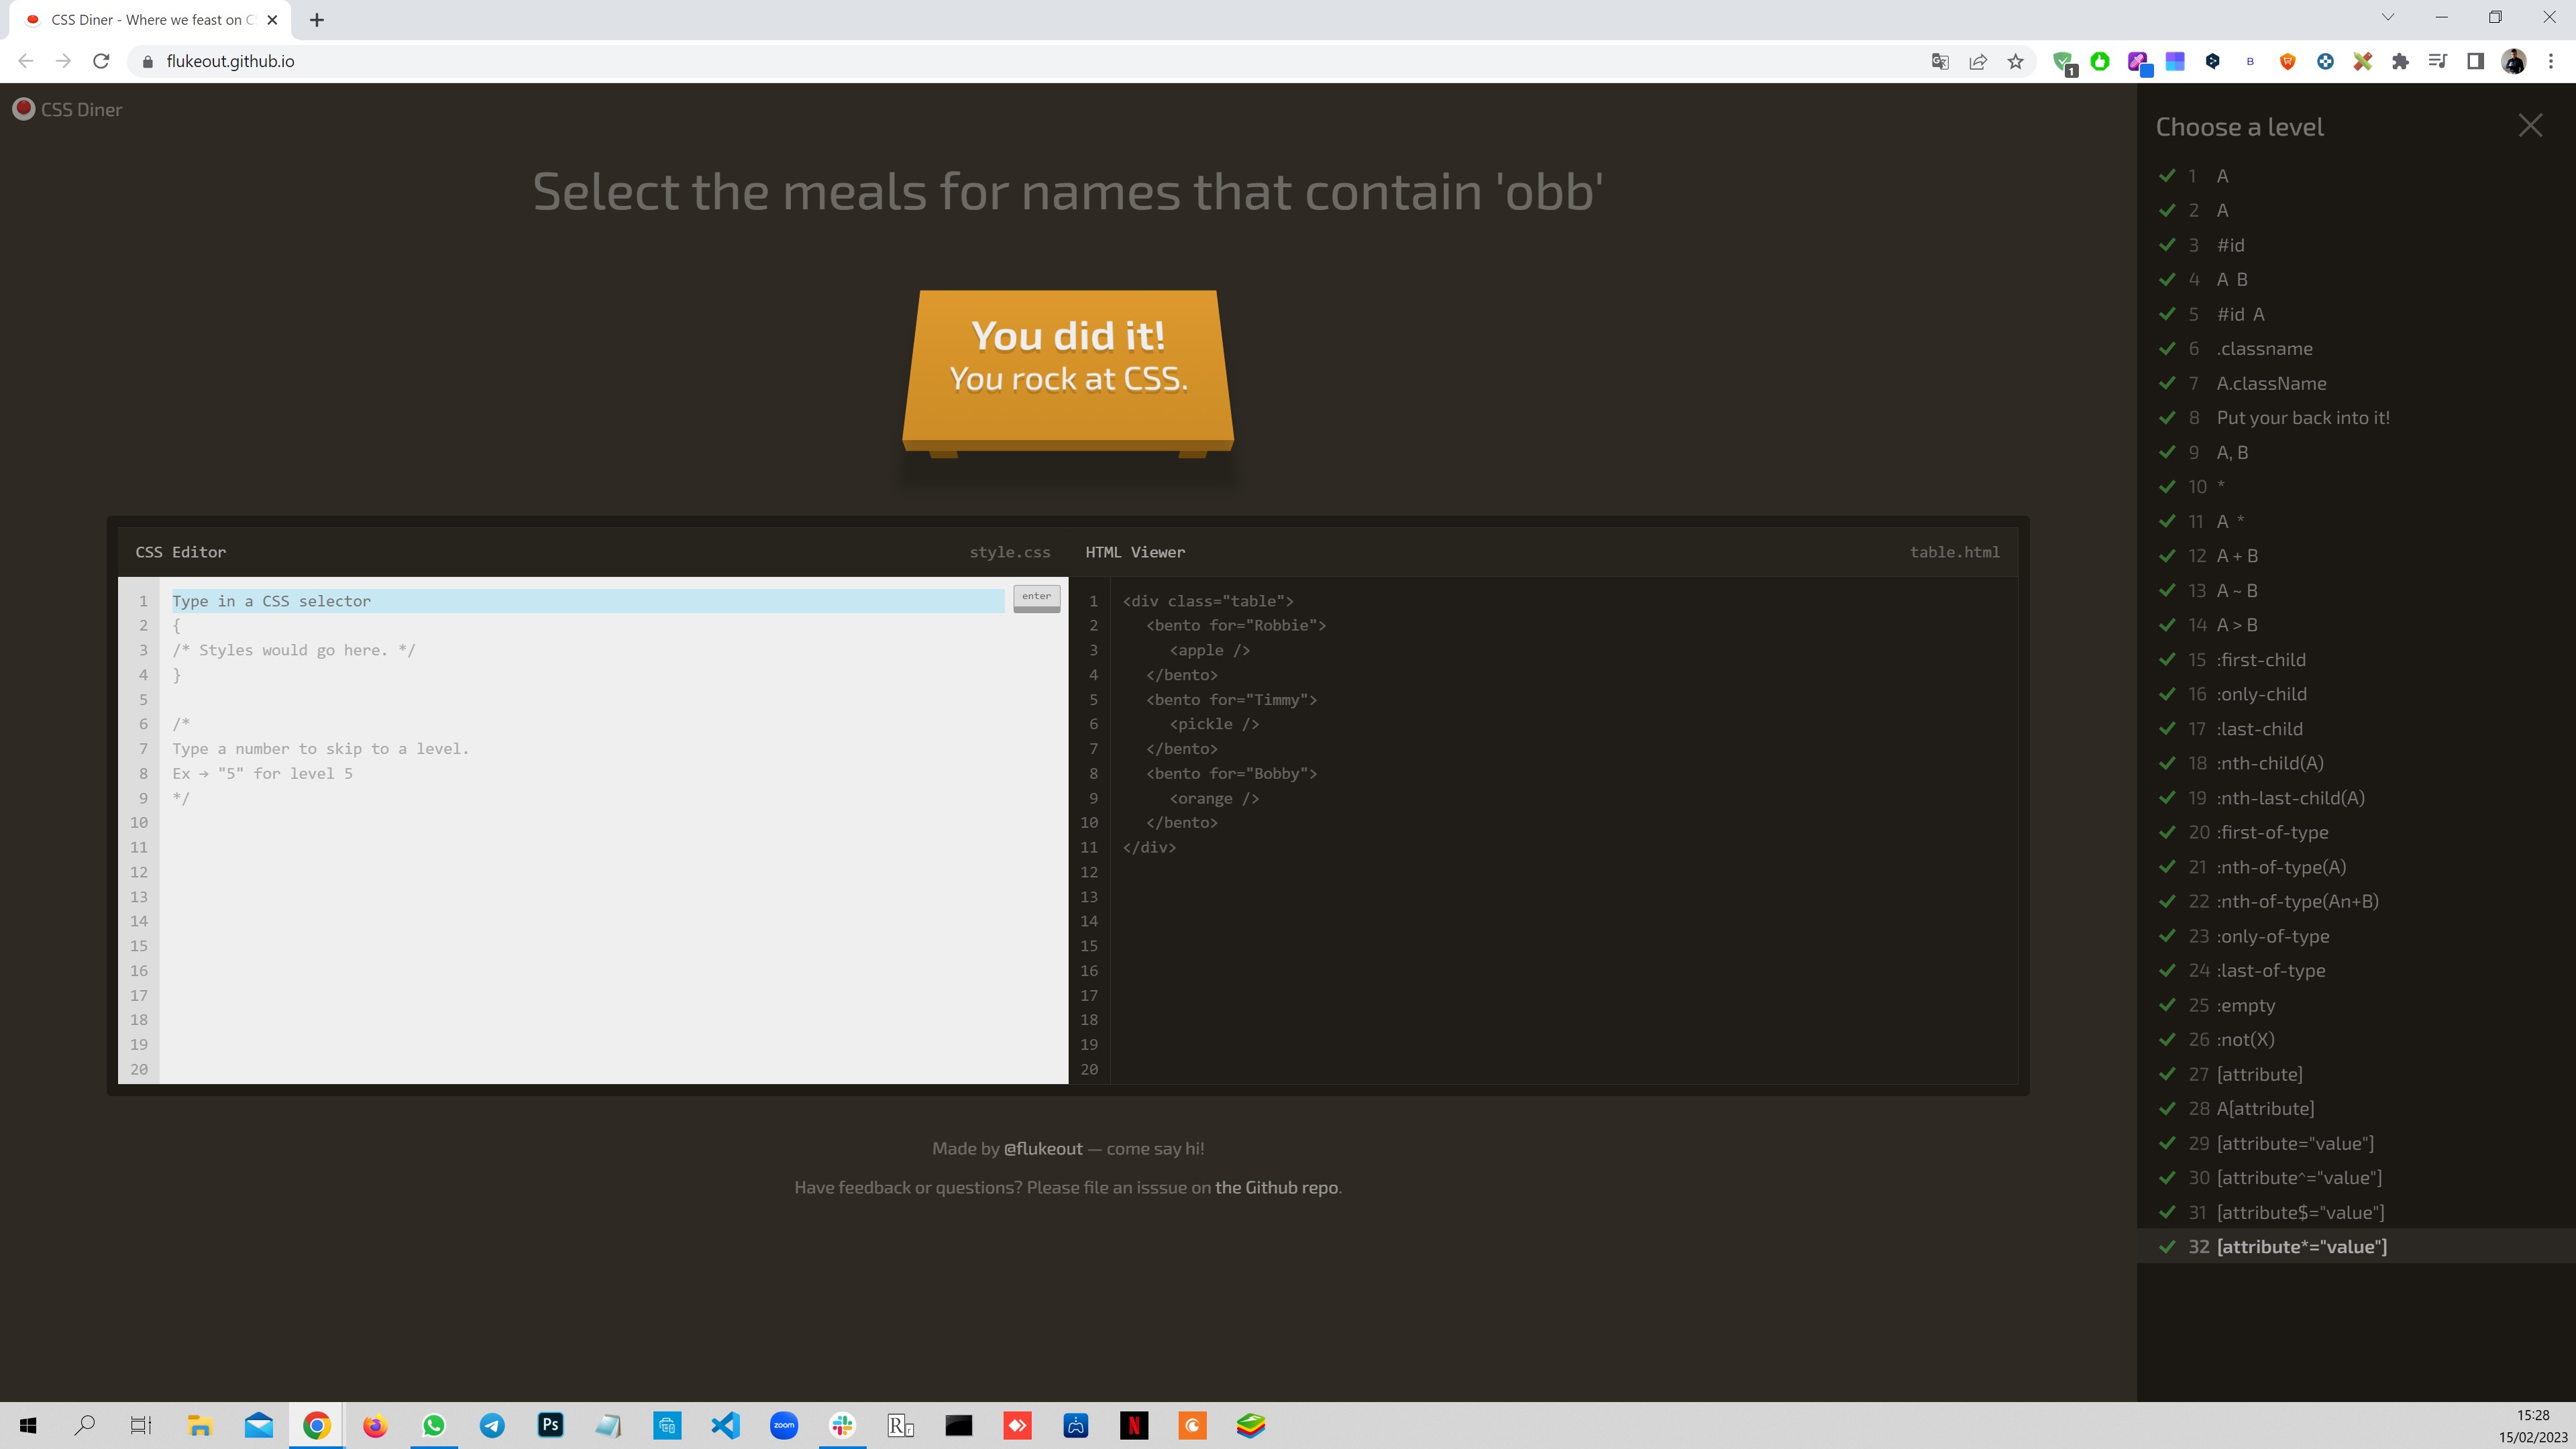 CSS Diner - Where we feast on C
flukeout.github.io
1
B
CSS Diner
Select the meals for names that contain 'obb'
You did it!
You rock at CSS.
CSS Editor
style.css
1 Type in a CSS selector
enter
2 {
3 /* Styles would go here. */
4 }
5
6 /*
7 Type a number to skip to a level.
8 Ex → "5" for level 5
9 */
10
11
12
13
14
15
16
17
18
19
20
HTML Viewer
table.html
1 <div class="table">
2 <bento for="Robbie">
3 <apple />
4 </bento>
5 <bento for="Timmy">
6 <pickle />
7 </bento>
8 <bento for="Bobby">
9 <orange />
10 </bento>
11 </div>
12
13
14
15
16
17
18
19
20
Made by @flukeout — come say hi!
Have feedback or questions? Please file an isssue on the Github repo.
Choose a level
1 A
2 A
3 #id
4 A B
5 #id A
6 .classname
7 A.className
8 Put your back into it!
9 A, B
10 *
11 A *
12 A + B
13 A ~ B
14 A > B
15 :first-child
16 :only-child
17 :last-child
18 :nth-child(A)
19 :nth-last-child(A)
20 :first-of-type
21 :nth-of-type(A)
22 :nth-of-type(An+B)
23 :only-of-type
24 :last-of-type
25 :empty
26 :not(X)
27 [attribute]
28 A[attribute]
29 [attribute="value"]
30 [attribute^="value"]
31 [attribute$="value"]
32 [attribute*="value"]
Ps
zoom
Rr
N
15:28
15/02/2023